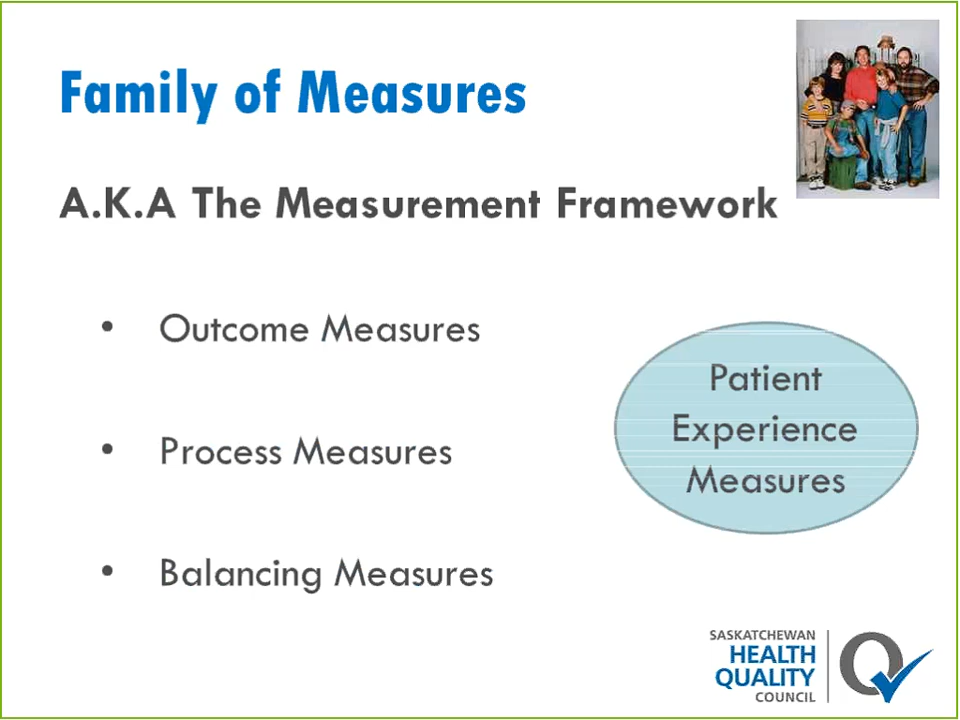 Family of Measures
A.K.A The Measurement Framework
• Outcome Measures
• Process Measures
• Balancing Measures
Patient
Experience
Measures
SASKATCHEWAN
HEALTH
QUALITY
COUNCIL